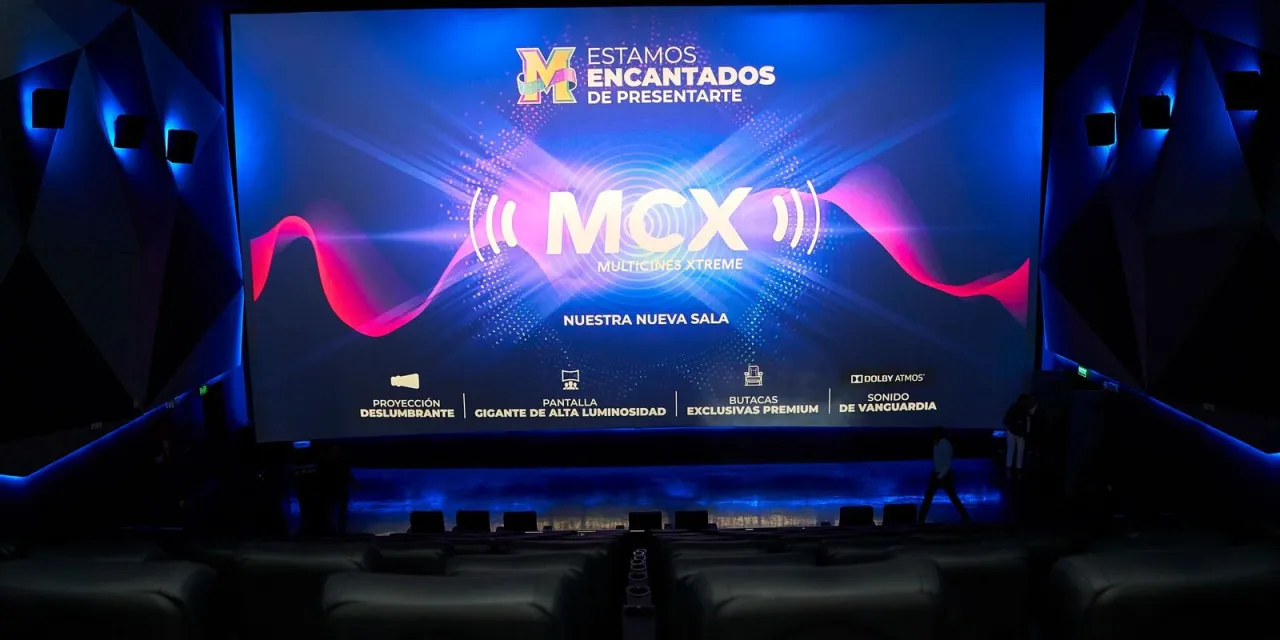 M
ESTAMOS
ENCANTADOS
DE PRESENTARTE
MCX
MULTICINES XTREME
NUESTRA NUEVA SALA
PROYECCIÓN
DESLUMBRANTE
PANTALLA
GIGANTE DE ALTA LUMINOSIDAD
BUTACAS
EXCLUSIVAS PREMIUM
DOLBY ATMOS
SONIDO
DE VANGUARDIA